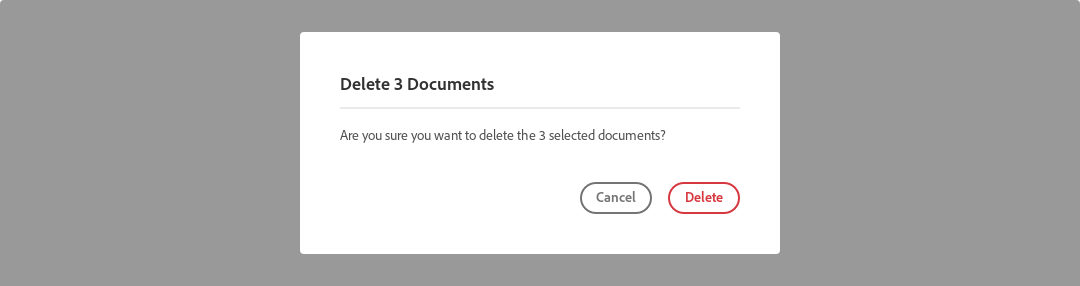 Delete 3 Documents
Are you sure you want to delete the 3 selected documents?
Cancel
Delete